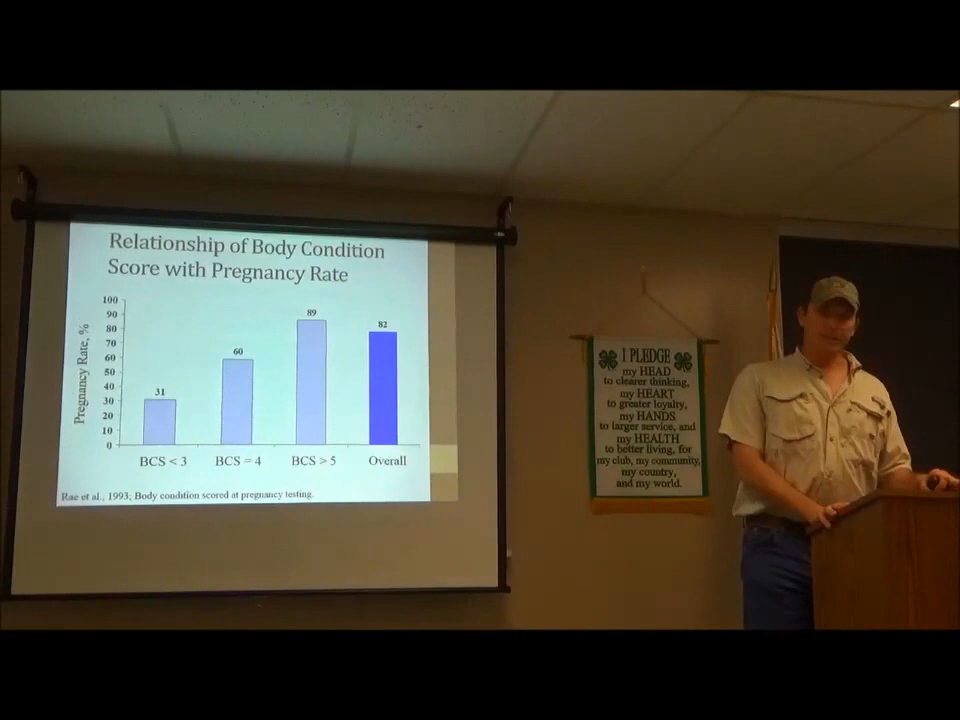 Relationship of Body Condition
Score with Pregnancy Rate
Pregnancy Rate, %
100
90
80
70
60
50
40
30
20
10
0
31
60
89
82
BCS < 3
BCS = 4
BCS > 5
Overall
Rae et al., 1993; Body condition scored at pregnancy testing.
I PLEDGE
my HEAD
to clearer thinking,
my HEART
to greater loyalty,
my HANDS
to larger service, and
my HEALTH
to better living, for
my club, my community,
my country,
and my world.